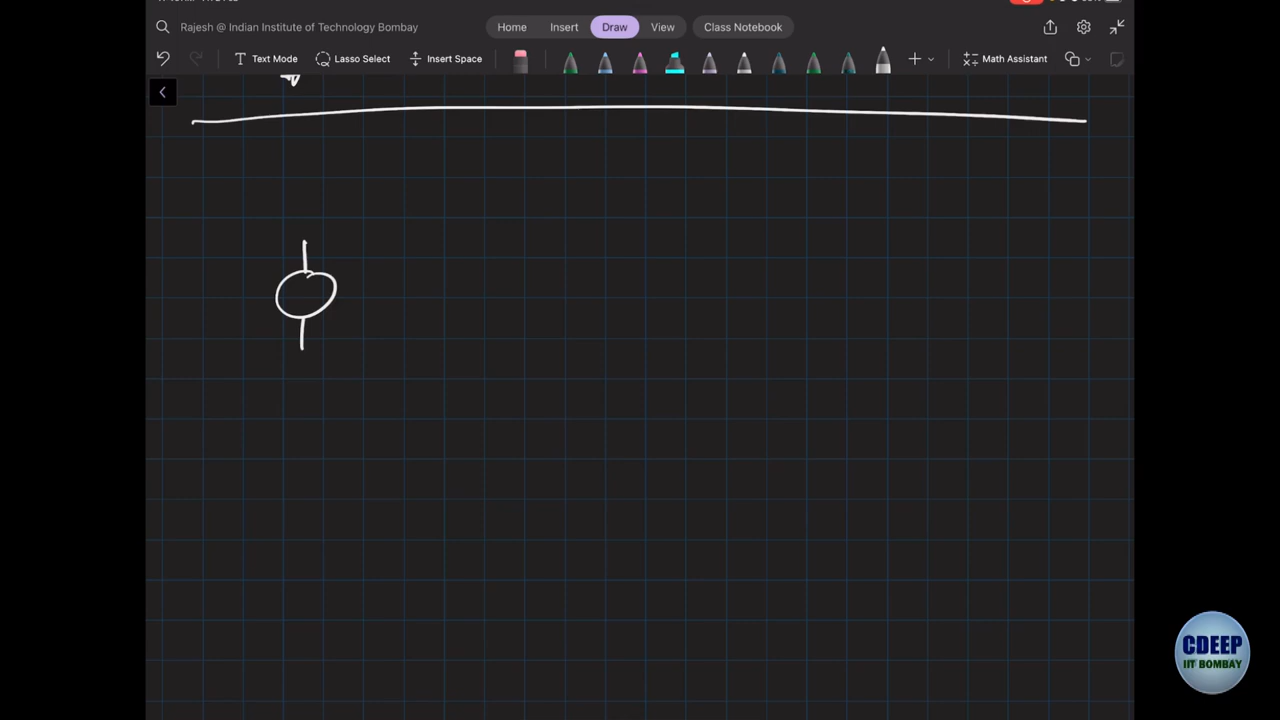 Rajesh @ Indian Institute of Technology Bombay
Home
Insert
Draw
View
Class Notebook
Text Mode
Lasso Select
Insert Space
Math Assistant
CDEEP
IIT BOMBAY